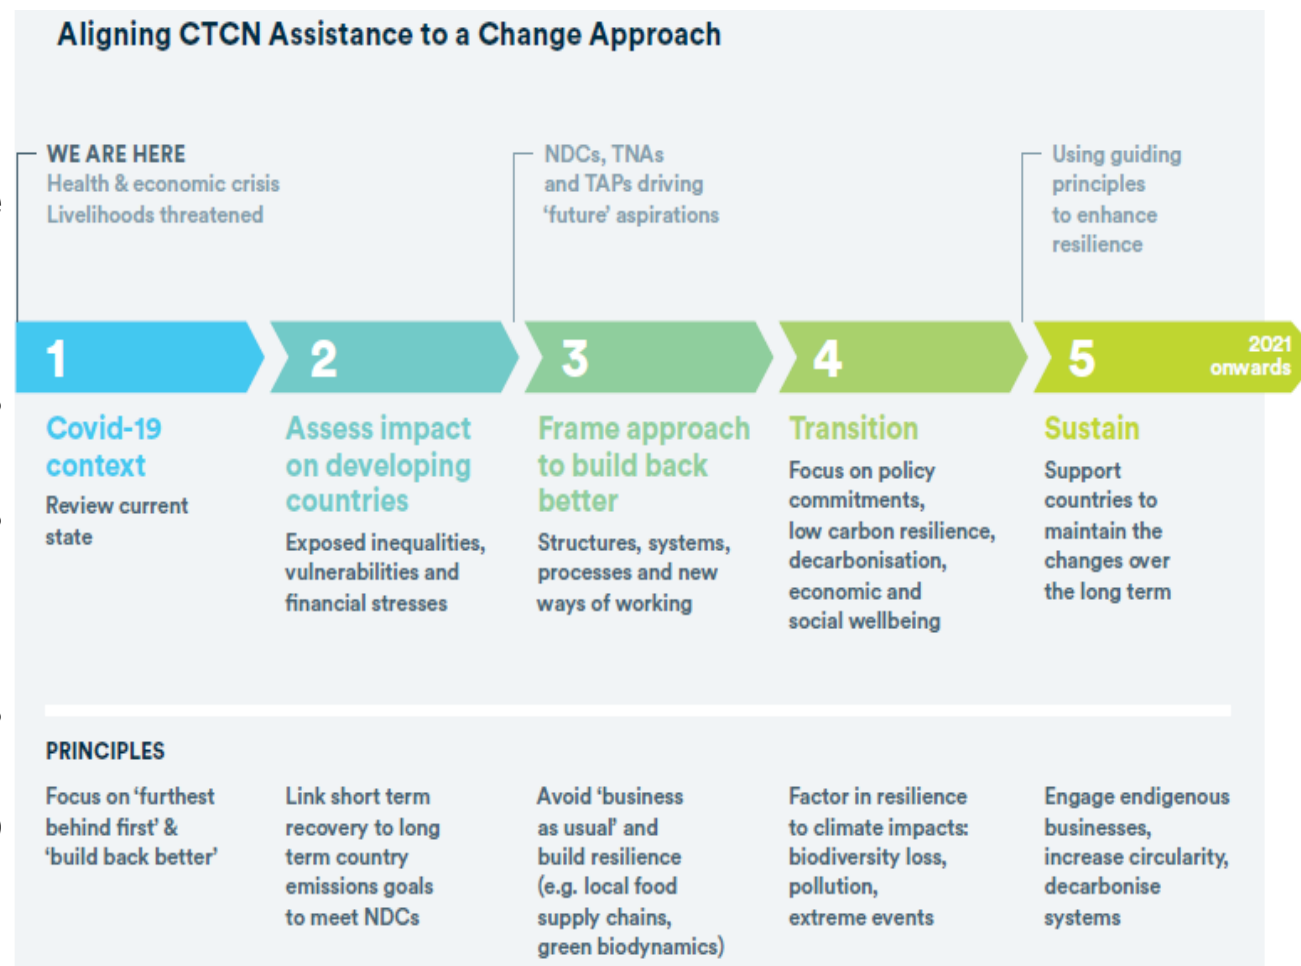 Aligning CTCN Assistance to a Change Approach
WE ARE HERE
Health & economic crisis
Livelihoods threatened
NDCs, TNAs
and TAPs driving
‘future’ aspirations
Using guiding
principles
to enhance
resilience
1
2
3
4
5
2021
onwards
Covid-19
context
Review current
state
Assess impact
on developing
countries
Exposed inequalities,
vulnerabilities and
financial stresses
Frame approach
to build back
better
Structures, systems,
processes and new
ways of working
Transition
Focus on policy
commitments,
low carbon resilience,
decarbonisation,
economic and
social wellbeing
Sustain
Support
countries to
maintain the
changes over
the long term
PRINCIPLES
Focus on ‘furthest
behind first’ &
‘build back better’
Link short term
recovery to long
term country
emissions goals
to meet NDCs
Avoid ‘business
as usual’ and
build resilience
(e.g. local food
supply chains,
green biodynamics)
Factor in resilience
to climate impacts:
biodiversity loss,
pollution,
extreme events
Engage endigenous
businesses,
increase circularity,
decarbonise
systems